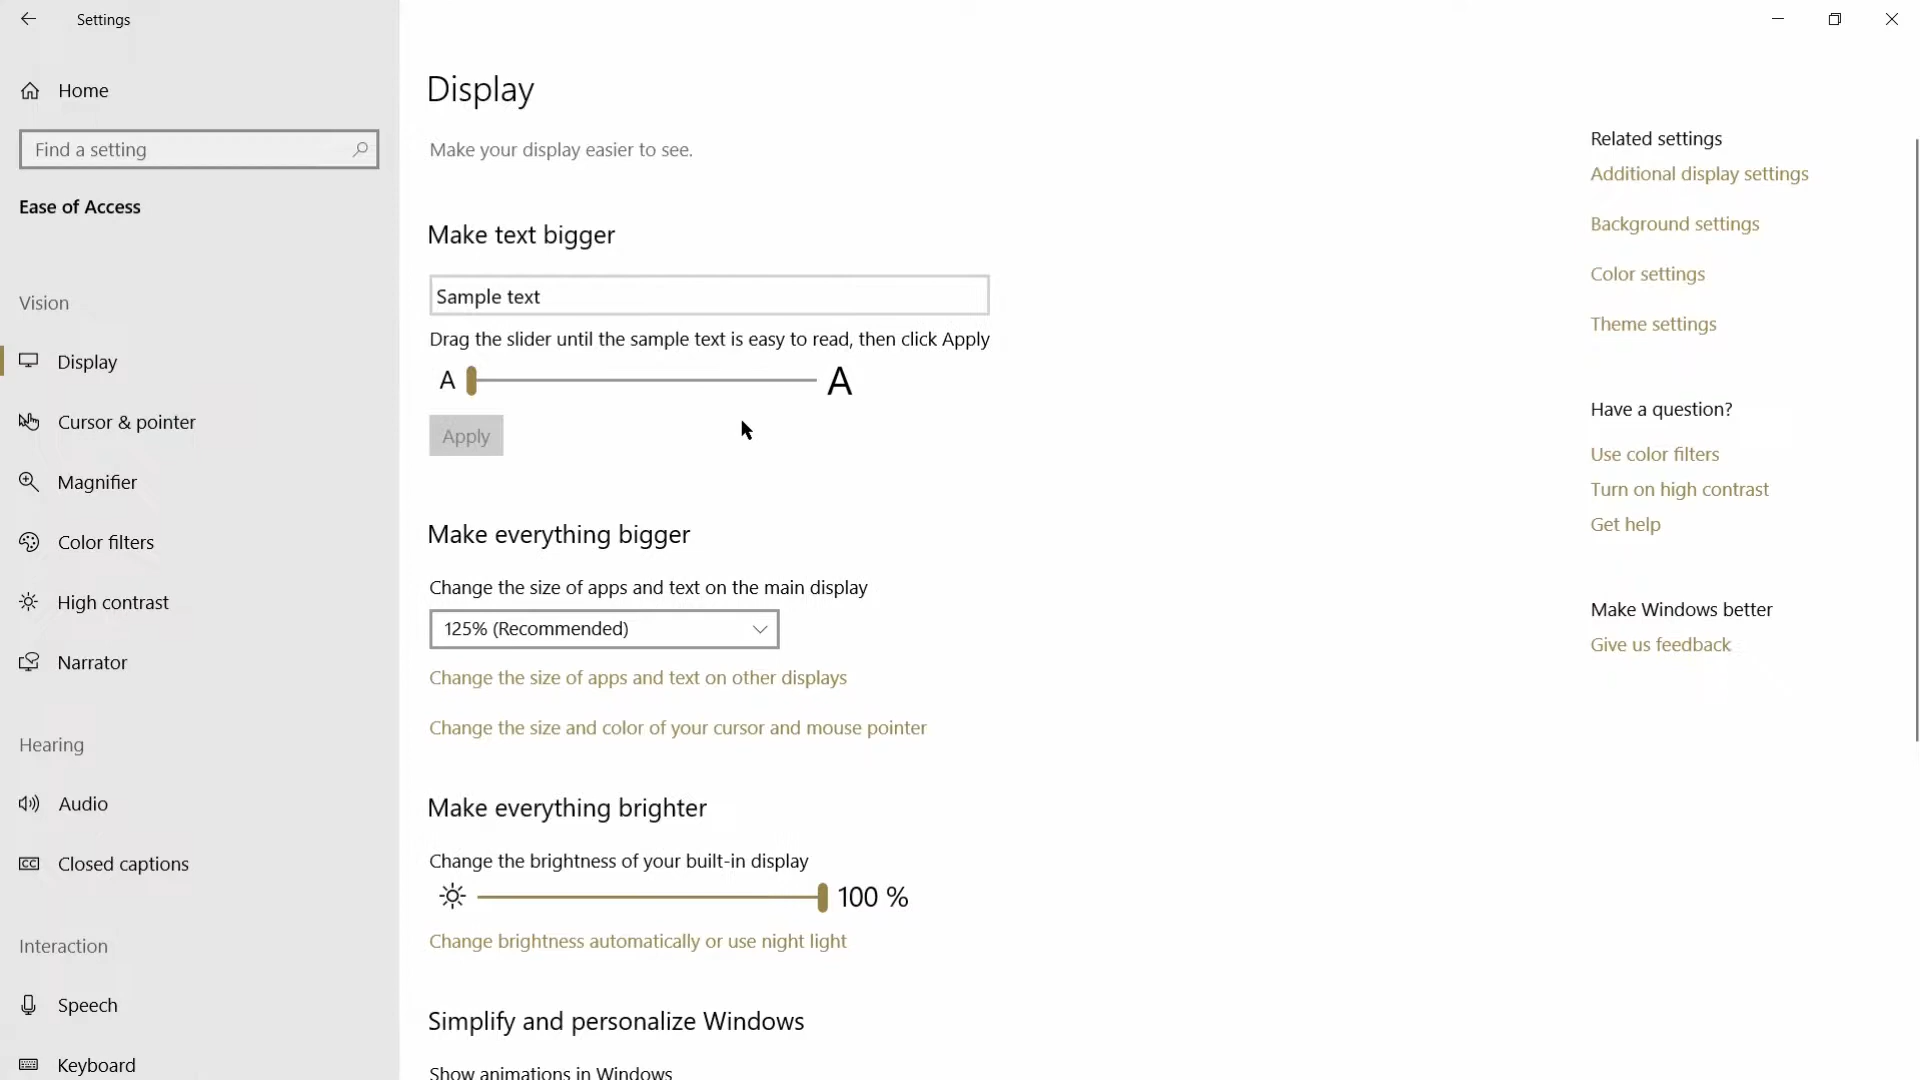 Settings
Home
Find a setting
Ease of Access
Vision
Display
Cursor & pointer
Magnifier
Color filters
High contrast
Narrator
Hearing
Audio
Closed captions
Interaction
Speech
Keyboard
Display
Make your display easier to see.
Make text bigger
Sample text
Drag the slider until the sample text is easy to read, then click Apply
A A
Apply
Make everything bigger
Change the size of apps and text on the main display
125% (Recommended)
Change the size of apps and text on other displays
Change the size and color of your cursor and mouse pointer
Make everything brighter
Change the brightness of your built-in display
100 %
Change brightness automatically or use night light
Simplify and personalize Windows
Show animations in Windows
Related settings
Additional display settings
Background settings
Color settings
Theme settings
Have a question?
Use color filters
Turn on high contrast
Get help
Make Windows better
Give us feedback